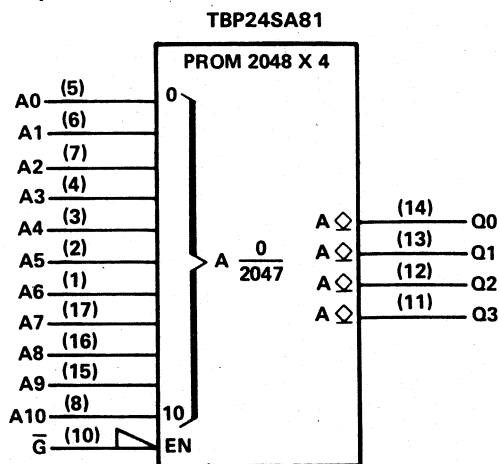 TBP24SA81
PROM 2048 X 4
A0 (5) 0
A1 (6)
A2 (7)
A3 (4)
A4 (3) A ◇ (14) Q0
A5 (2) A 0/2047 A ◇ (13) Q1
A6 (1) A ◇ (12) Q2
A7 (17) A ◇ (11) Q3
A8 (16)
A9 (15)
A10 (8) 10
G̅ (10) EN